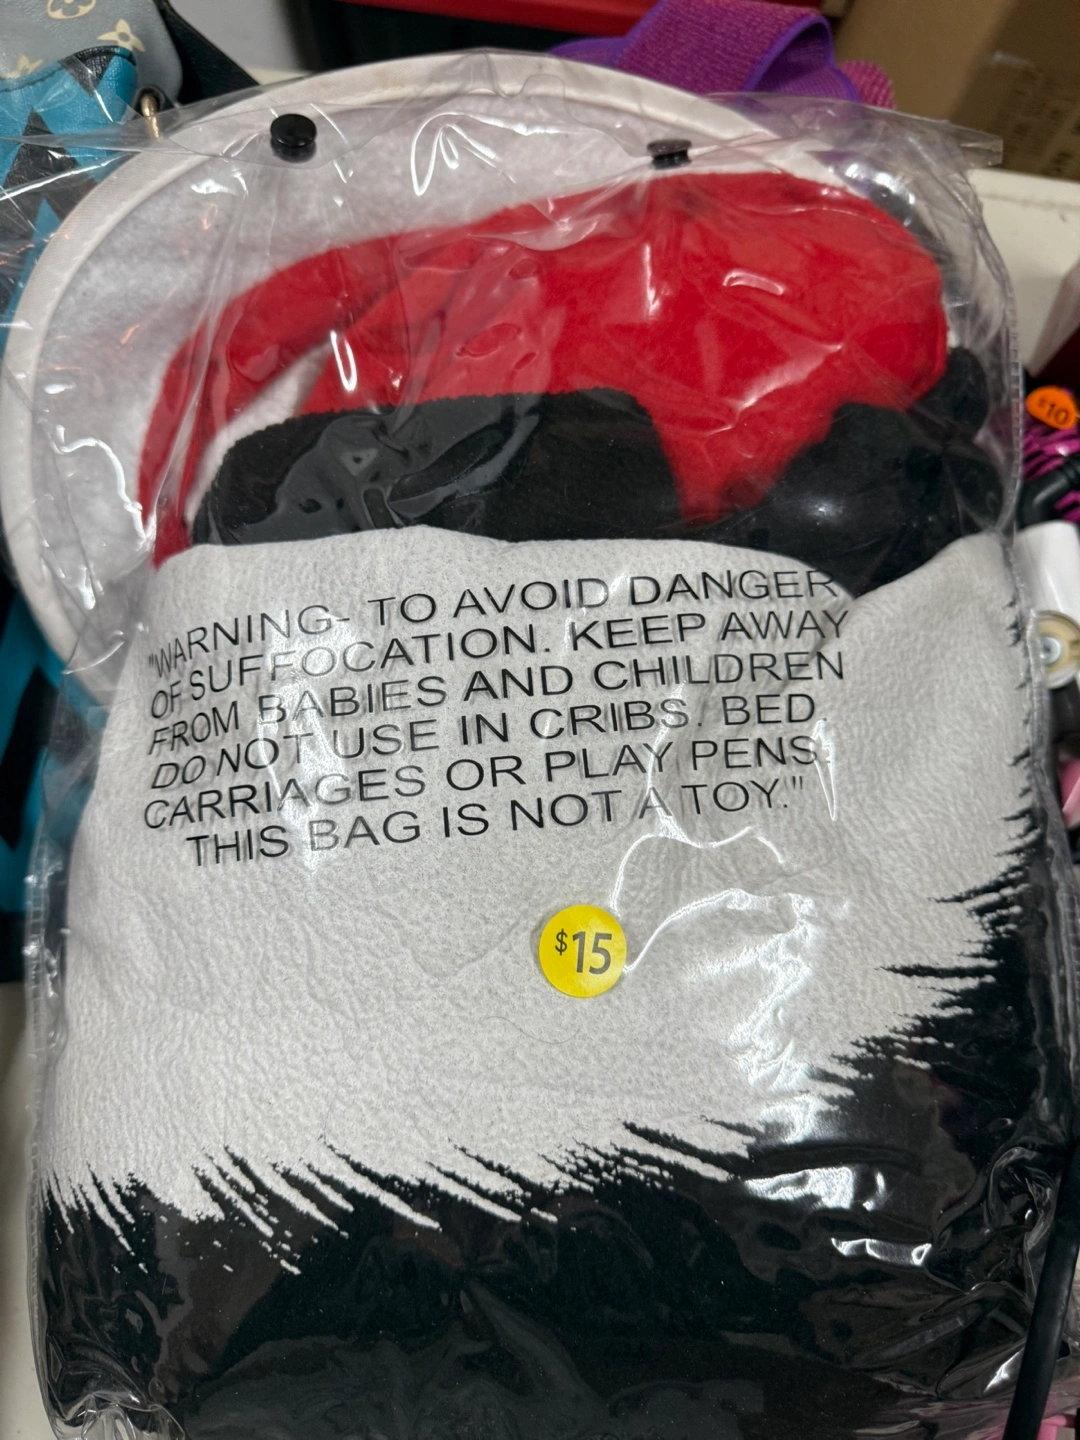 $10
"WARNING- TO AVOID DANGER
OF SUFFOCATION. KEEP AWAY
FROM BABIES AND CHILDREN
DO NOT USE IN CRIBS. BED.
CARRIAGES OR PLAY PENS.
THIS BAG IS NOT A TOY."
$15